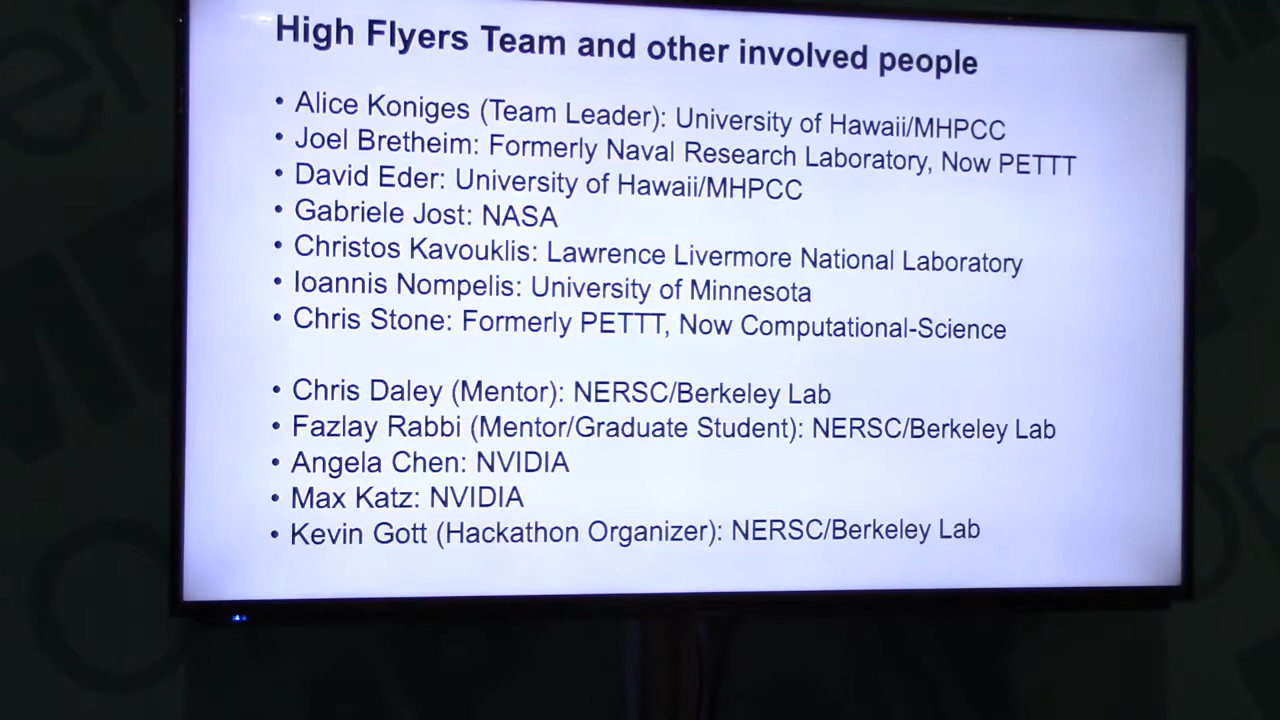 High Flyers Team and other involved people
• Alice Koniges (Team Leader): University of Hawaii/MHPCC
• Joel Bretheim: Formerly Naval Research Laboratory, Now PETTT
• David Eder: University of Hawaii/MHPCC
• Gabriele Jost: NASA
• Christos Kavouklis: Lawrence Livermore National Laboratory
• Ioannis Nompelis: University of Minnesota
• Chris Stone: Formerly PETTT, Now Computational-Science
• Chris Daley (Mentor): NERSC/Berkeley Lab
• Fazlay Rabbi (Mentor/Graduate Student): NERSC/Berkeley Lab
• Angela Chen: NVIDIA
• Max Katz: NVIDIA
• Kevin Gott (Hackathon Organizer): NERSC/Berkeley Lab